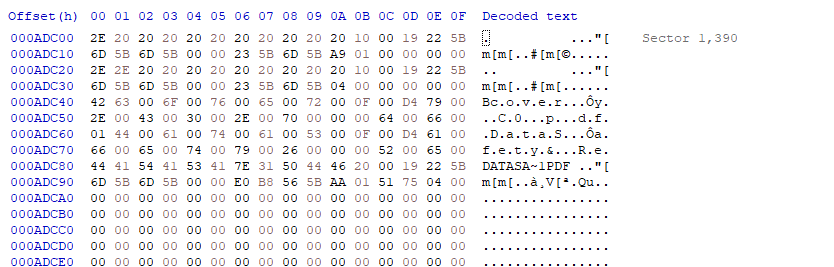 Offset(h) 00 01 02 03 04 05 06 07 08 09 0A 0B 0C 0D 0E 0F Decoded text
000ADC00 2E 20 20 20 20 20 20 20 20 20 20 10 00 19 22 5B . ..."[ Sector 1,390
000ADC10 6D 5B 6D 5B 00 00 23 5B 6D 5B A9 01 00 00 00 00 m[m[..#[m[©.....
000ADC20 2E 2E 20 20 20 20 20 20 20 20 20 10 00 19 22 5B .. ..."[
000ADC30 6D 5B 6D 5B 00 00 23 5B 6D 5B 04 00 00 00 00 00 m[m[..#[m[......
000ADC40 42 63 00 6F 00 76 00 65 00 72 00 0F 00 D4 79 00 Bc.o.v.e.r...Ôy.
000ADC50 2E 00 43 00 30 00 2E 00 70 00 00 00 64 00 66 00 ..C.0...p...d.f.
000ADC60 01 44 00 61 00 74 00 61 00 53 00 0F 00 D4 61 00 .D.a.t.a.S...Ôa.
000ADC70 66 00 65 00 74 00 79 00 26 00 00 00 52 00 65 00 f.e.t.y.&...R.e.
000ADC80 44 41 54 41 53 41 7E 31 50 44 46 20 00 19 22 5B DATASA~1PDF .."[
000ADC90 6D 5B 6D 5B 00 00 E0 B8 56 5B AA 01 51 75 04 00 m[m[..à¸V[ª.Qu..
000ADCA0 00 00 00 00 00 00 00 00 00 00 00 00 00 00 00 00 ................
000ADCB0 00 00 00 00 00 00 00 00 00 00 00 00 00 00 00 00 ................
000ADCC0 00 00 00 00 00 00 00 00 00 00 00 00 00 00 00 00 ................
000ADCD0 00 00 00 00 00 00 00 00 00 00 00 00 00 00 00 00 ................
000ADCE0 00 00 00 00 00 00 00 00 00 00 00 00 00 00 00 00 ................